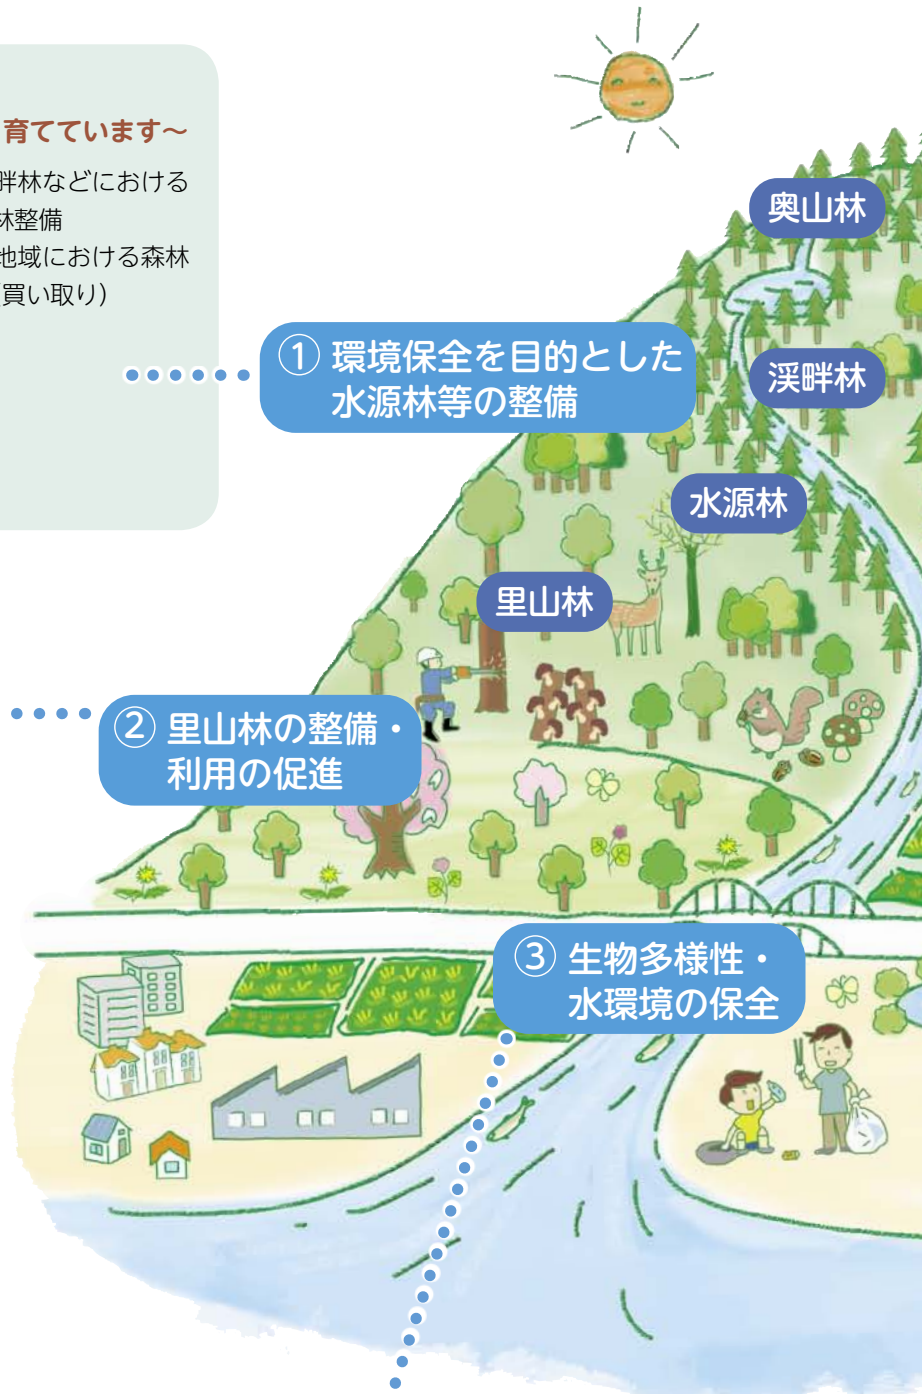 育てています～
畔林などにおける
林整備
地域における森林
買い取り）
① 環境保全を目的とした
水源林等の整備
奥山林
渓畔林
水源林
里山林
② 里山林の整備・
利用の促進
③ 生物多様性・
水環境の保全